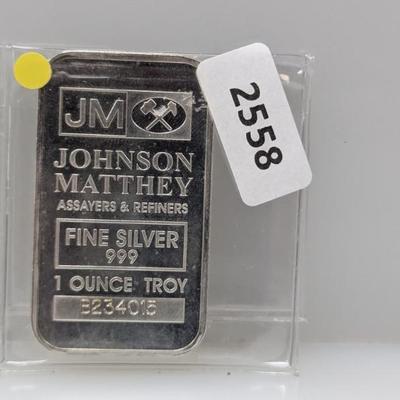 JM
JOHNSON
MATTHEY
ASSAYERS & REFINERS
FINE SILVER
999
1 OUNCE TROY
B234015
2558